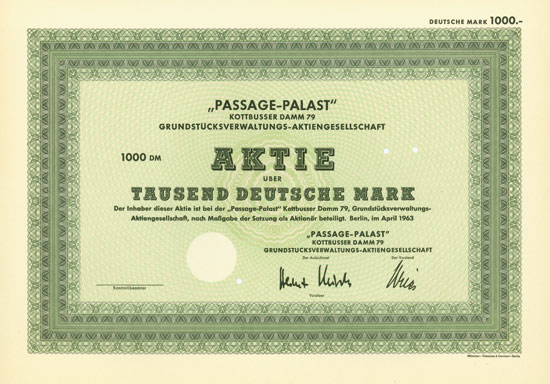 DEUTSCHE MARK 1000.-
„PASSAGE-PALAST“
KOTTBUSSER DAMM 79
GRUNDSTÜCKSVERWALTUNGS-AKTIENGESELLSCHAFT
1000 DM
AKTIE
ÜBER
TAUSEND DEUTSCHE MARK
Der Inhaber dieser Aktie ist bei der „Passage-Palast“ Kottbusser Damm 79, Grundstücksverwaltungs-
Aktiengesellschaft, nach Maßgabe der Satzung als Aktionär beteiligt. Berlin, im April 1963
„PASSAGE-PALAST“
KOTTBUSSER DAMM 79
GRUNDSTÜCKSVERWALTUNGS-AKTIENGESELLSCHAFT
Der Aufsichtsrat
Der Vorstand
Vorsitzer
Kontrollbeamter